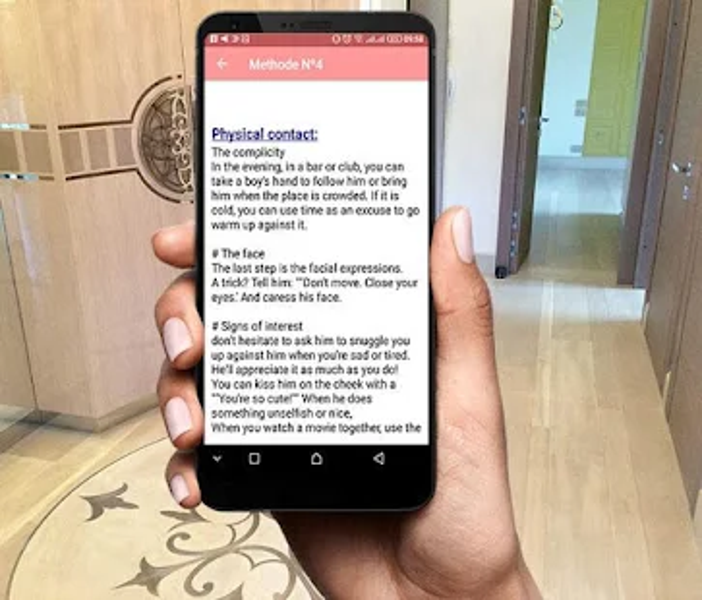 09:58
Methode Nº4
Physical contact:
The complicity
In the evening, in a bar or club, you can
take a boy's hand to follow him or bring
him when the place is crowded. If it is
cold, you can use time as an excuse to go
warm up against it.
# The face
The last step is the facial expressions.
A trick? Tell him: "'Don't move. Close your
eyes.' And caress his face.
# Signs of interest
don't hesitate to ask him to snuggle you
up against him when you're sad or tired.
He'll appreciate it as much as you do!
You can kiss him on the cheek with a
"'You're so cute!"' When he does
something unselfish or nice,
When you watch a movie together, use the